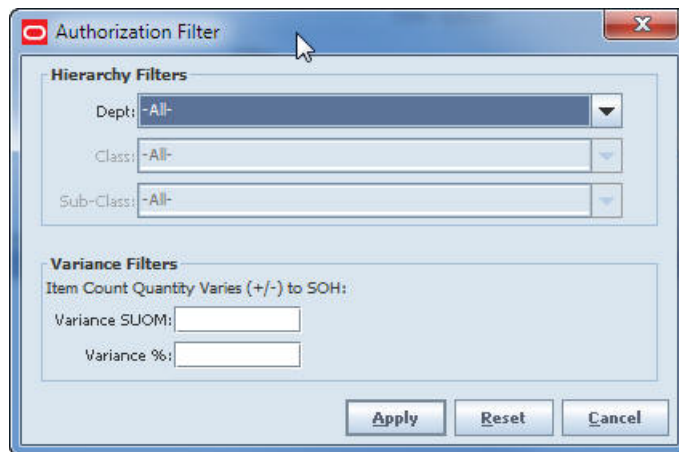 Authorization Filter
Hierarchy Filters
Dept: -All-
Class: -All-
Sub-Class: -All-
Variance Filters
Item Count Quantity Varies (+/-) to SOH:
Variance SUOM:
Variance %:
Apply Reset Cancel